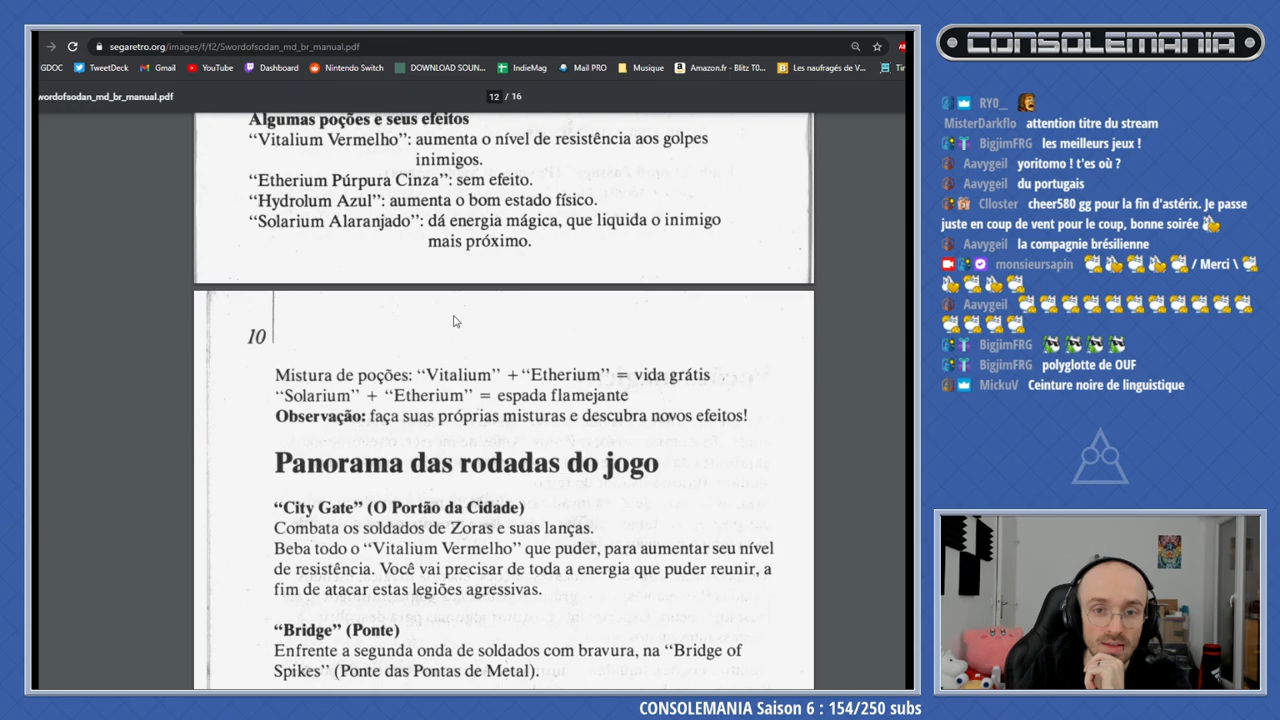 segaretro.org/images/f/f2/Swordofsodan_md_br_manual.pdf
GDOC TweetDeck Gmail YouTube Dashboard Nintendo Switch DOWNLOAD SOUN... IndieMag Mail PRO Musique Amazon.fr - Blitz T0... Les naufragés de V...
wordofsodan_md_br_manual.pdf 12 / 16
Algumas poções e seus efeitos
“Vitalium Vermelho”: aumenta o nível de resistência aos golpes
inimigos.
“Etherium Púrpura Cinza”: sem efeito.
“Hydrolum Azul”: aumenta o bom estado físico.
“Solarium Alaranjado”: dá energia mágica, que liquida o inimigo
mais próximo.
10
Mistura de poções: “Vitalium” + “Etherium” = vida grátis
“Solarium” + “Etherium” = espada flamejante
Observação: faça suas próprias misturas e descubra novos efeitos!
Panorama das rodadas do jogo
“City Gate” (O Portão da Cidade)
Combata os soldados de Zoras e suas lanças.
Beba todo o “Vitalium Vermelho” que puder, para aumentar seu nível
de resistência. Você vai precisar de toda a energia que puder reunir, a
fim de atacar estas legiões agressivas.
“Bridge” (Ponte)
Enfrente a segunda onda de soldados com bravura, na “Bridge of
Spikes” (Ponte das Pontas de Metal).
CONSOLEMANIA
RY0__
MisterDarkflo attention titre du stream
BigjimFRG les meilleurs jeux !
Aavygeil yoritomo ! t'es où ?
Aavygeil du portugais
Clloster cheer580 gg pour la fin d'astérix. Je passe
juste en coup de vent pour le coup, bonne soirée
Aavygeil la compagnie brésilienne
monsieursapin / Merci \
Aavygeil
BigjimFRG
BigjimFRG polyglotte de OUF
MickuV Ceinture noire de linguistique
CONSOLEMANIA Saison 6 : 154/250 subs